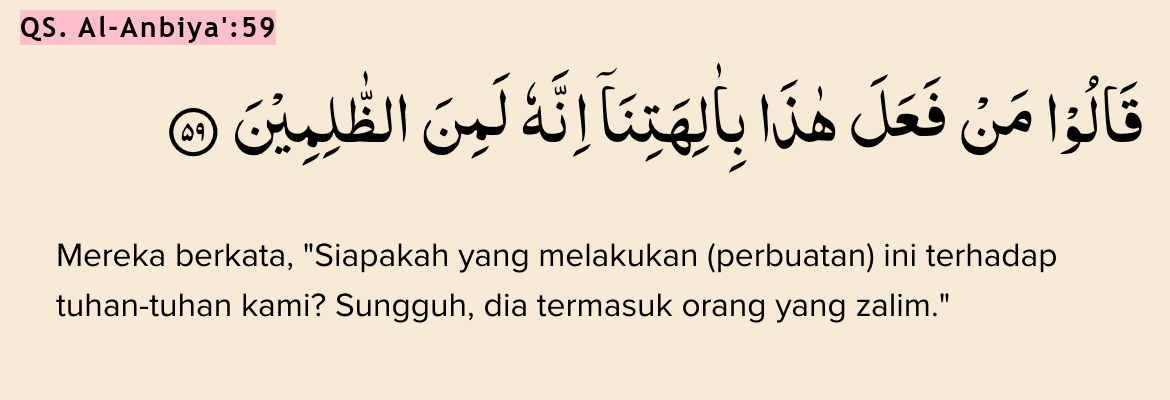 QS. Al-Anbiya':59
قَالُوْا مَنْ فَعَلَ هٰذَا بِاٰلِهَتِنَآ اِنَّهٗ لَمِنَ الظّٰلِمِيْنَ ۝٥٩
Mereka berkata, "Siapakah yang melakukan (perbuatan) ini terhadap
tuhan-tuhan kami? Sungguh, dia termasuk orang yang zalim."